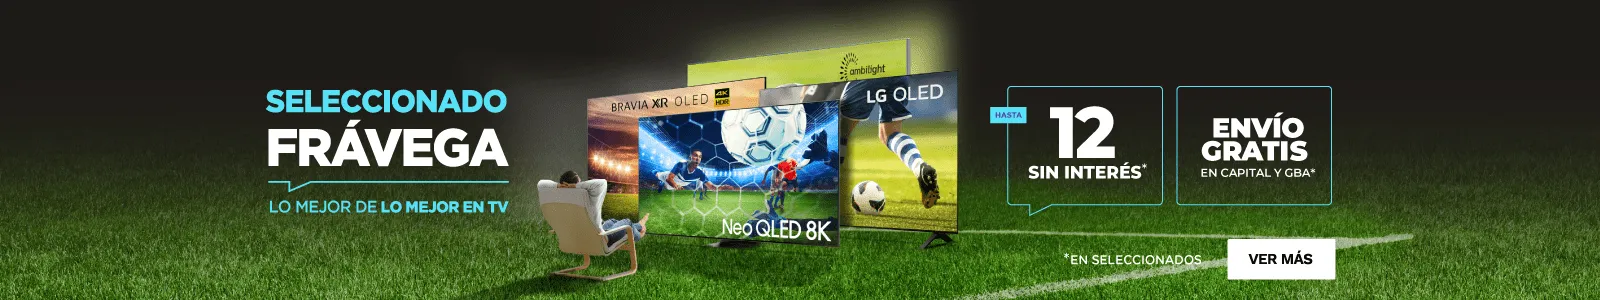 SELECCIONADO
FRÁVEGA
LO MEJOR DE LO MEJOR EN TV
ambilight
BRAVIA XR OLED 4K HDR
LG OLED
Neo QLED 8K
HASTA
12
SIN INTERÉS*
ENVÍO
GRATIS
EN CAPITAL Y GBA*
*EN SELECCIONADOS
VER MÁS